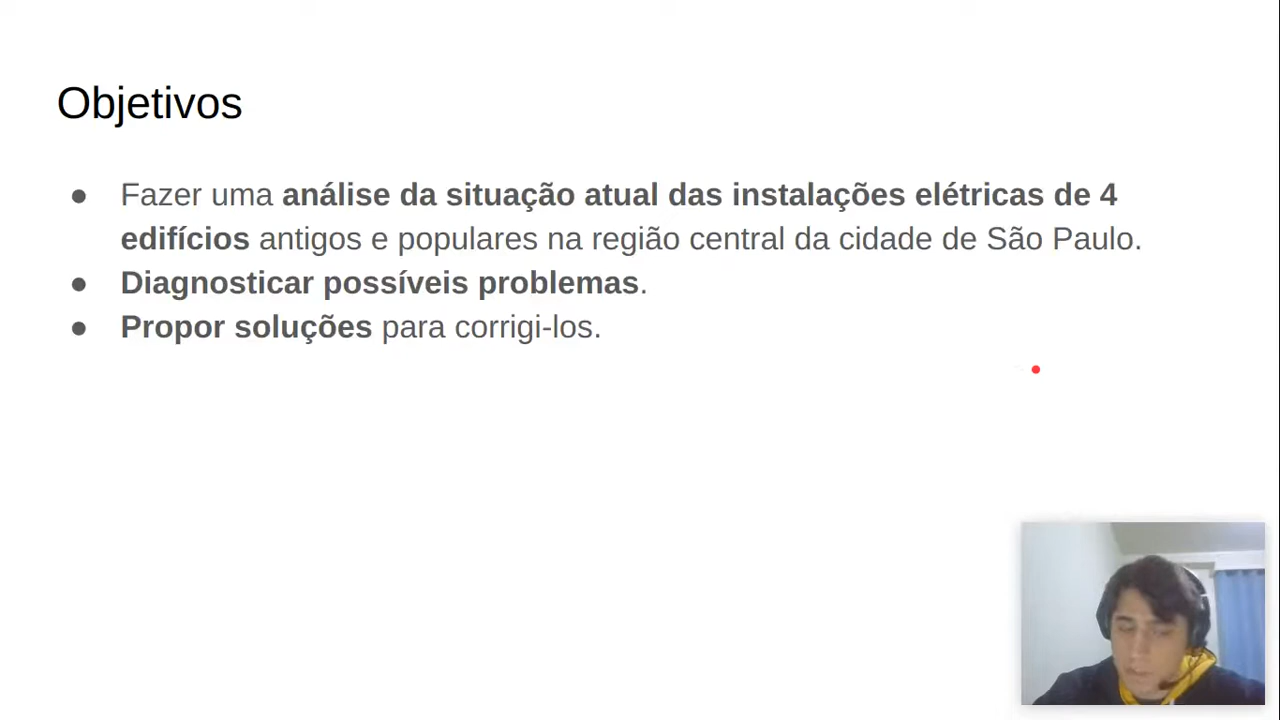 Objetivos
● Fazer uma análise da situação atual das instalações elétricas de 4
edifícios antigos e populares na região central da cidade de São Paulo.
● Diagnosticar possíveis problemas.
● Propor soluções para corrigi-los.